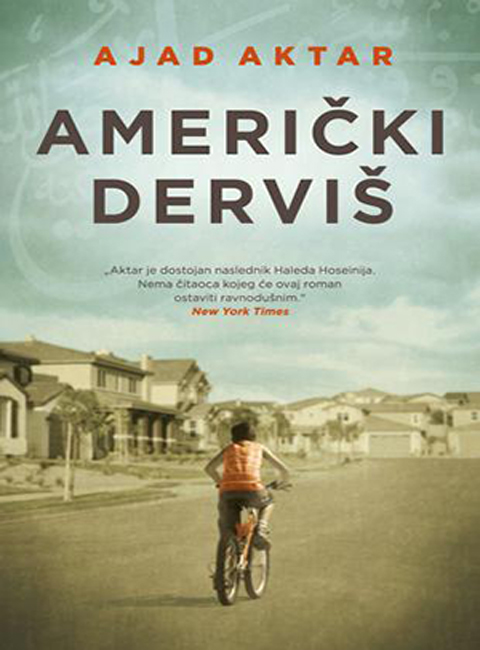 AJAD AKTAR
AMERIČKI
DERVIŠ
„Aktar je dostojan naslednik Haleda Hoseinija.
Nema čitaoca kojeg će ovaj roman
ostaviti ravnodušnim.“
New York Times